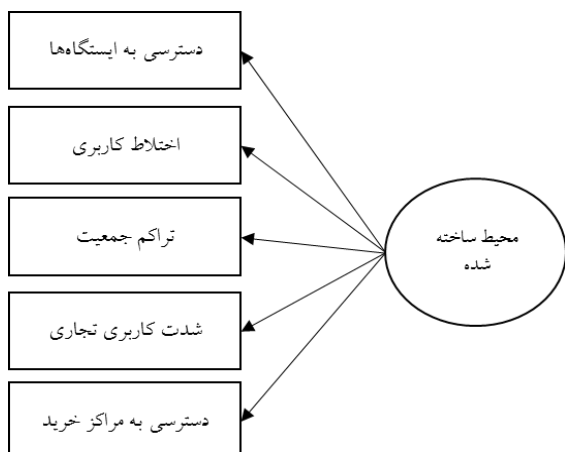 دسترسی به ایستگاه‌ها
اختلاط کاربری
تراکم جمعیت
شدت کاربری تجاری
دسترسی به مراکز خرید
محیط ساخته
شده